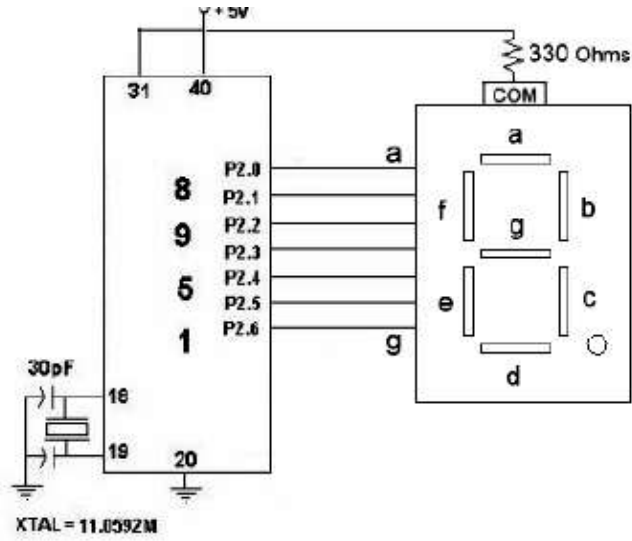 +5V
330 Ohms
COM
31 40
a
P2.0 a
8 P2.1
f b
P2.2 g
9 P2.3
P2.4
5 P2.5 e c
1 P2.6
g
d
30pF
18
19
20
XTAL = 11.0592M